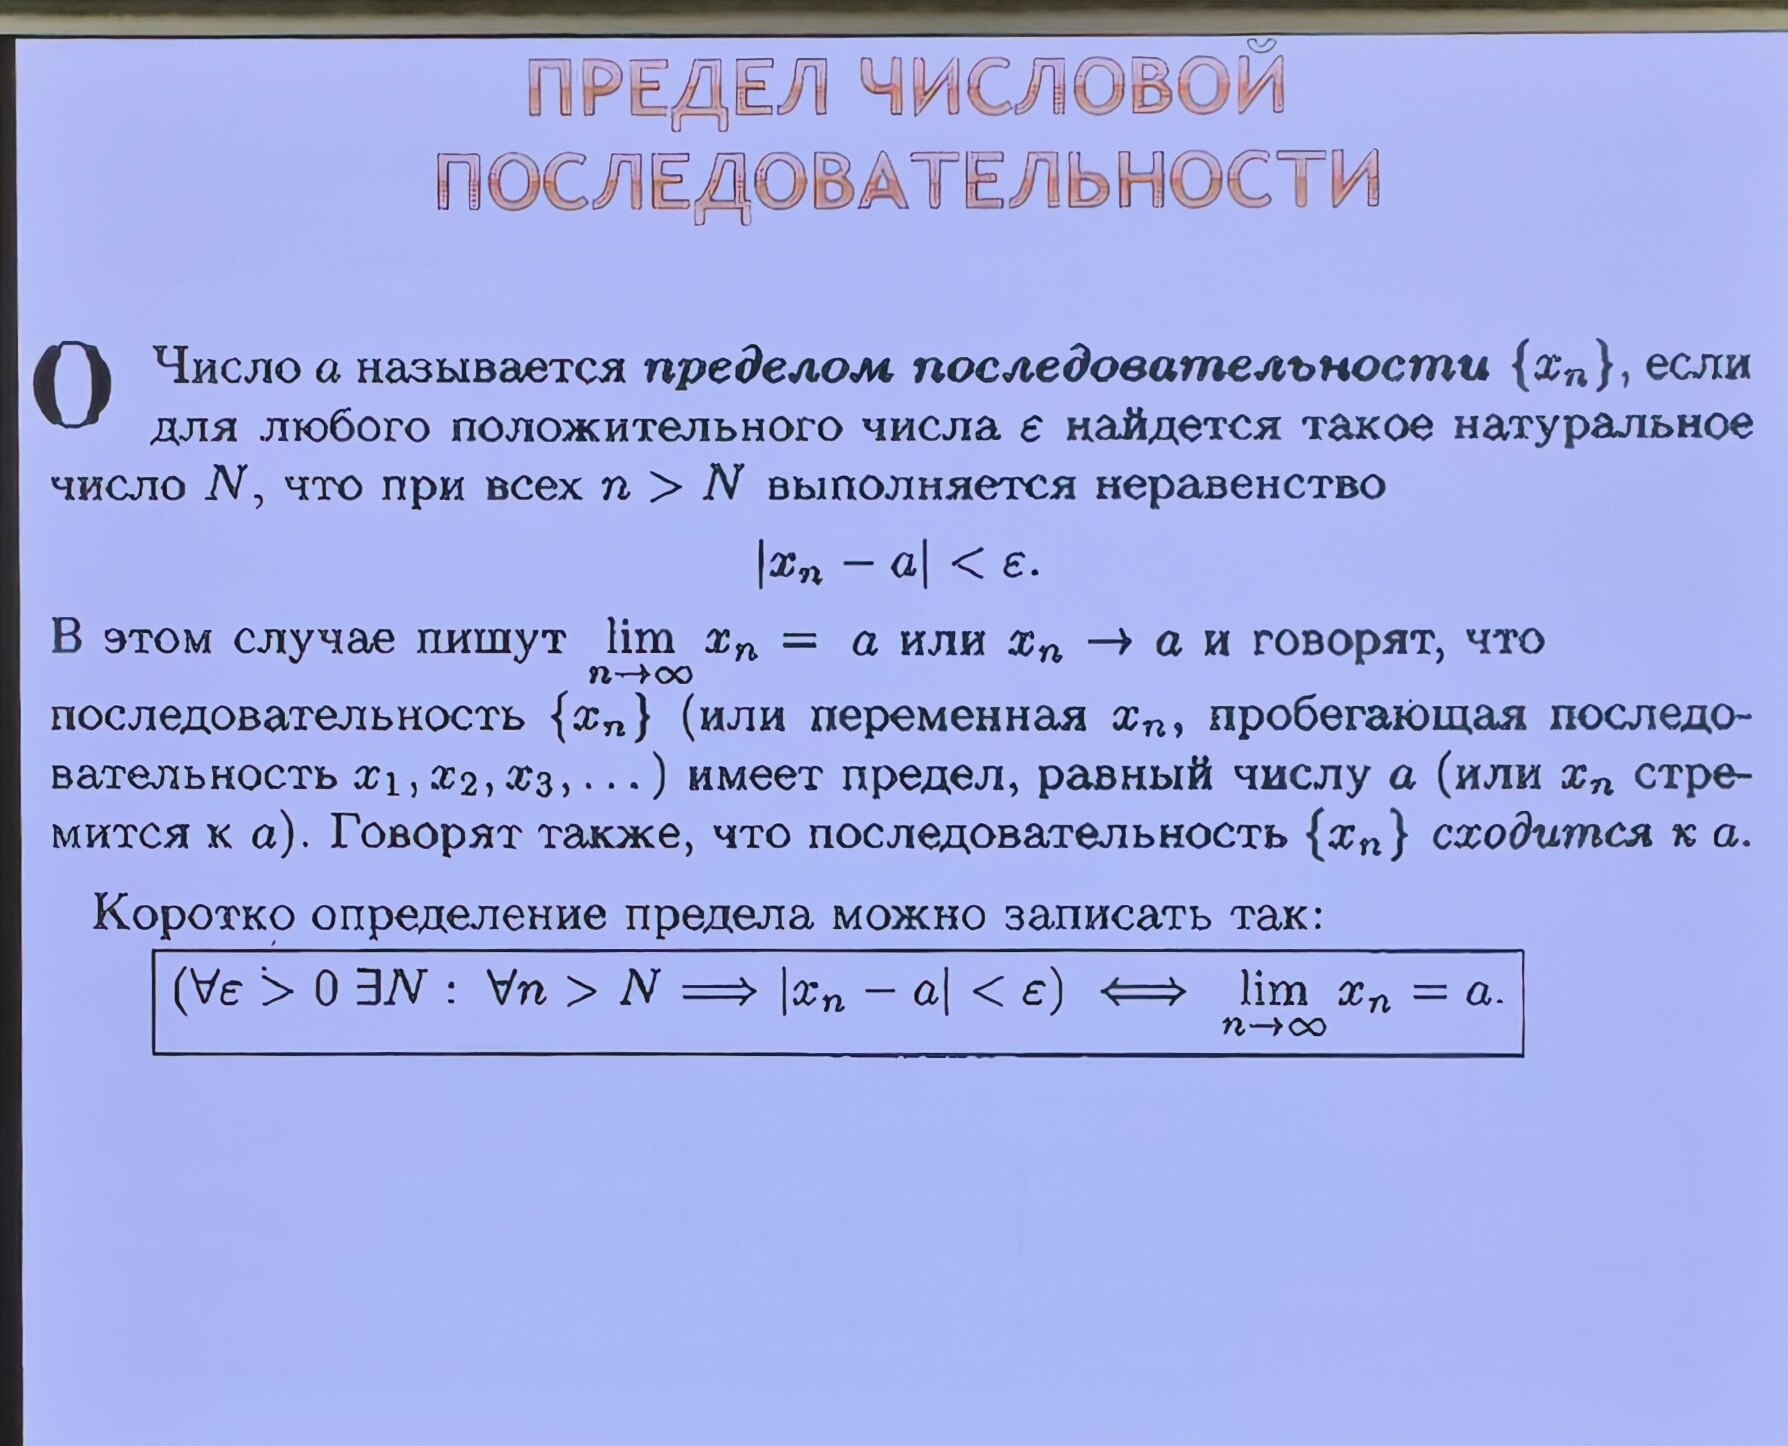 ПРЕДЕЛ ЧИСЛОВОЙ
ПОСЛЕДОВАТЕЛЬНОСТИ
О Число a называется пределом последовательности {xₙ}, если
для любого положительного числа ε найдется такое натуральное
число N, что при всех n > N выполняется неравенство
|xₙ − a| < ε.
В этом случае пишут lim xₙ = a или xₙ → a и говорят, что
n→∞
последовательность {xₙ} (или переменная xₙ, пробегающая последо-
вательность x₁, x₂, x₃, ...) имеет предел, равный числу a (или xₙ стре-
мится к a). Говорят также, что последовательность {xₙ} сходится к a.
Коротко определение предела можно записать так:
(∀ε > 0 ∃N : ∀n > N ⟹ |xₙ − a| < ε) ⟺ lim xₙ = a.
n→∞